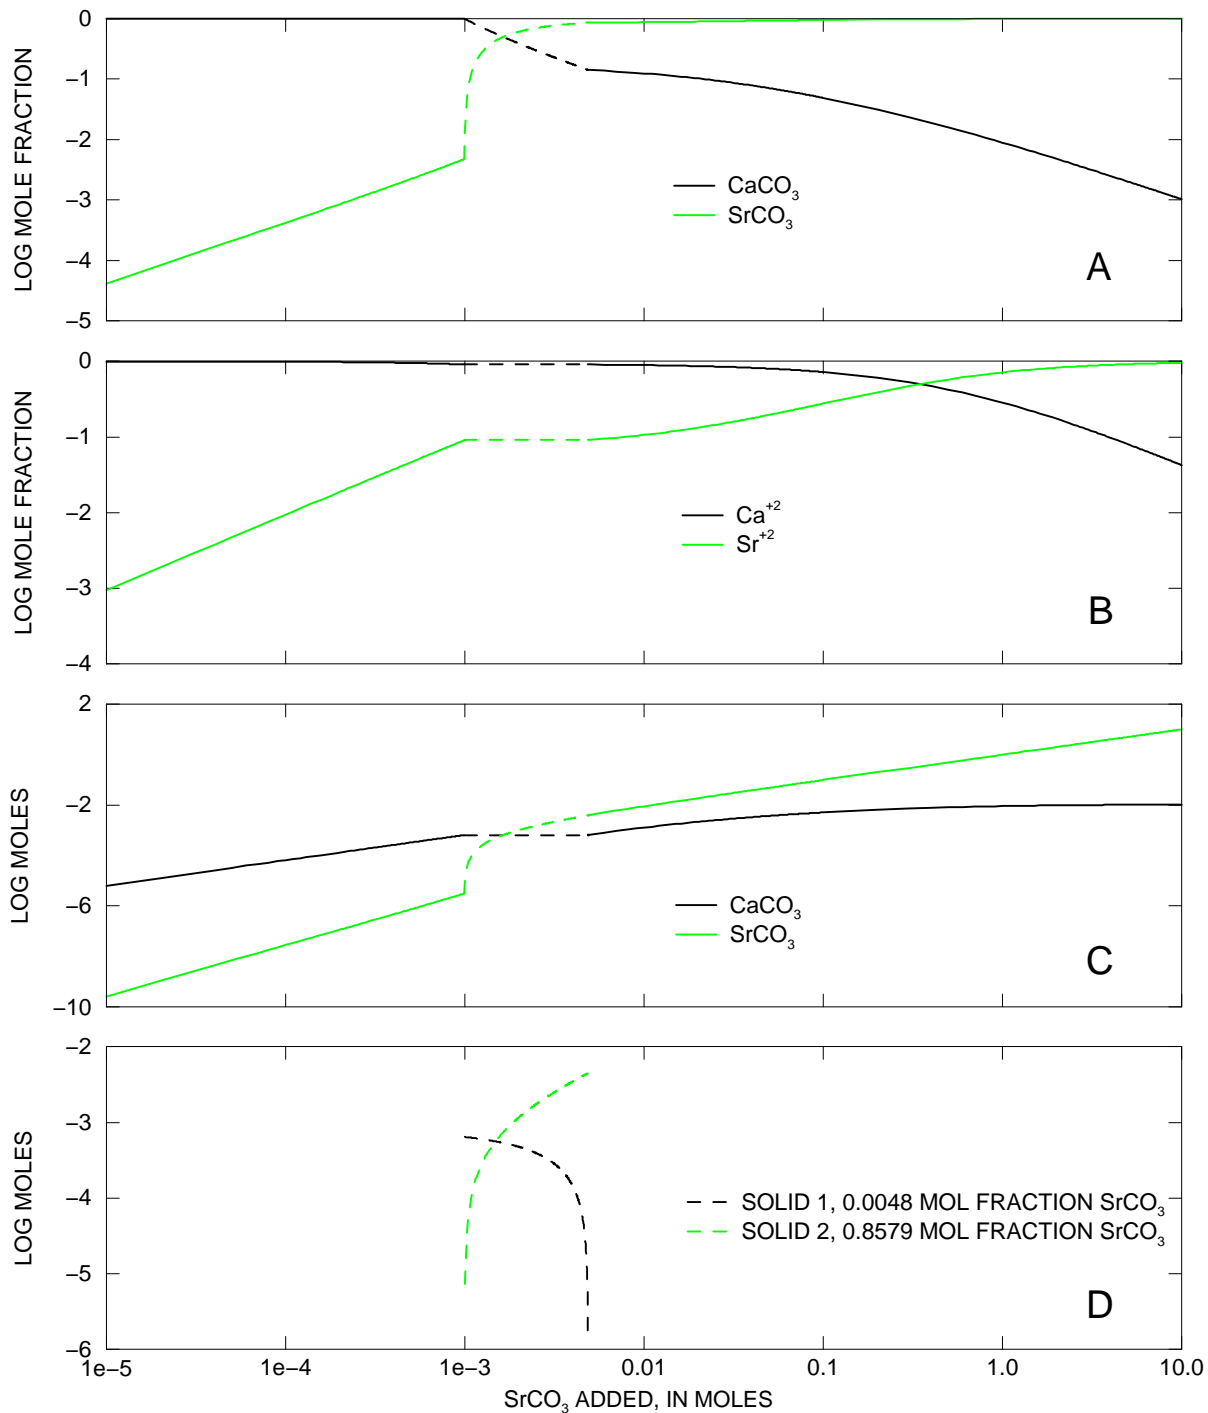 0
−1
−2
−3
−4
−5
LOG MOLE FRACTION
CaCO3
SrCO3
A
0
−1
−2
−3
−4
LOG MOLE FRACTION
Ca+2
Sr+2
B
2
−2
−6
−10
LOG MOLES
CaCO3
SrCO3
C
−2
−3
−4
−5
−6
LOG MOLES
SOLID 1, 0.0048 MOL FRACTION SrCO3
SOLID 2, 0.8579 MOL FRACTION SrCO3
D
1e−5 1e−4 1e−3 0.01 0.1 1.0 10.0
SrCO3 ADDED, IN MOLES